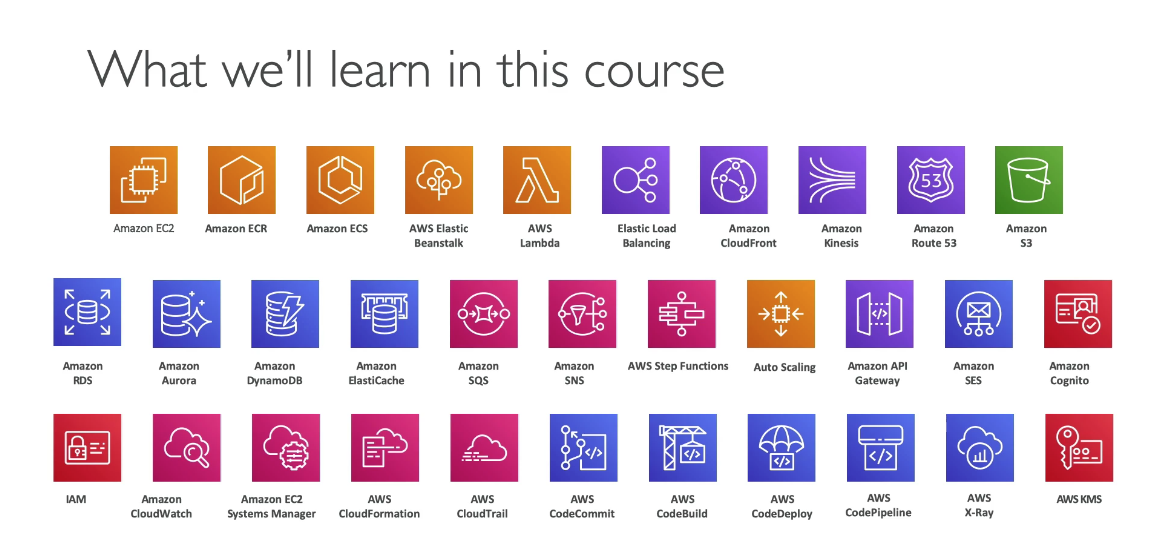 What we'll learn in this course
53
Amazon EC2
Amazon ECR
Amazon ECS
AWS Elastic
Beanstalk
AWS
Lambda
Elastic Load
Balancing
Amazon
CloudFront
Amazon
Kinesis
Amazon
Route 53
Amazon
S3
Amazon
RDS
Amazon
Aurora
Amazon
DynamoDB
Amazon
ElastiCache
Amazon
SQS
Amazon
SNS
AWS Step Functions
Auto Scaling
Amazon API
Gateway
Amazon
SES
Amazon
Cognito
IAM
Amazon
CloudWatch
Amazon EC2
Systems Manager
AWS
CloudFormation
AWS
CloudTrail
AWS
CodeCommit
AWS
CodeBuild
AWS
CodeDeploy
AWS
CodePipeline
AWS
X-Ray
AWS KMS